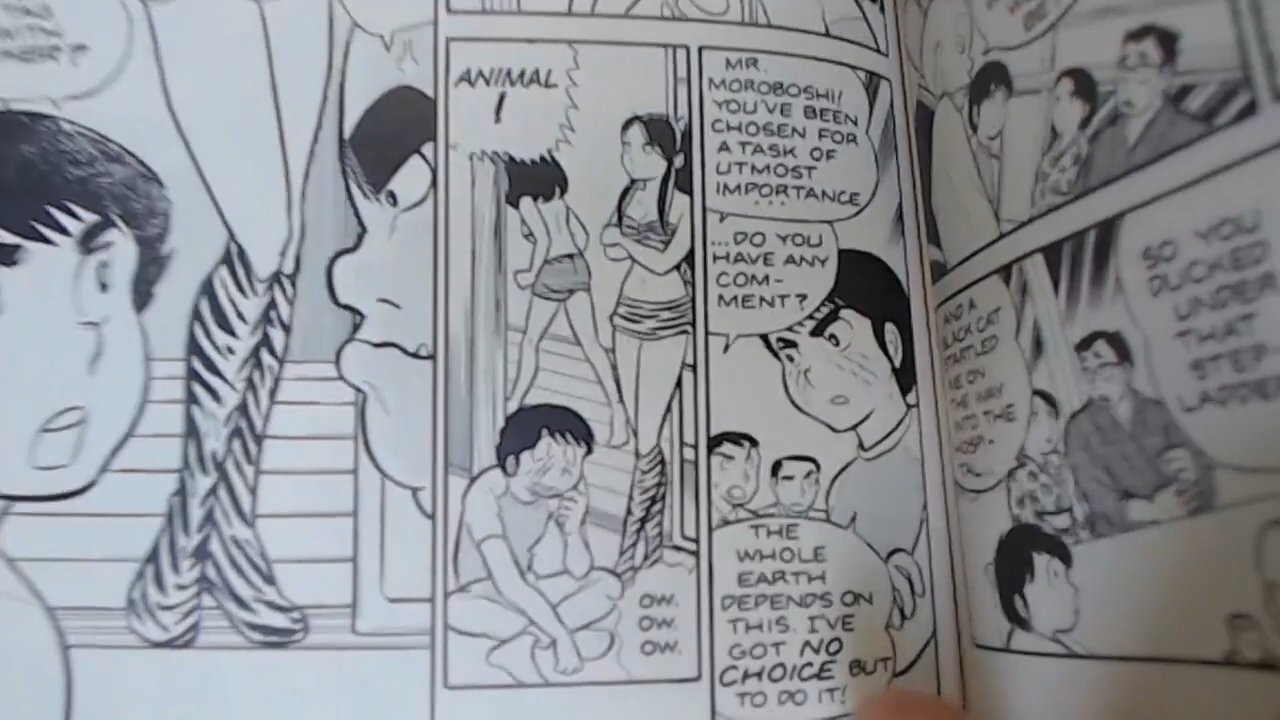 WITH
ANIMAL
!
MR.
MOROBOSHI!
YOU'VE BEEN
CHOSEN FOR
A TASK OF
UTMOST
IMPORTANCE
...
...DO YOU
HAVE ANY
COM-
MENT?
OW.
OW.
OW.
THE
WHOLE
EARTH
DEPENDS ON
THIS. I'VE
GOT NO
CHOICE BUT
TO DO IT!
SO YOU
DUCKED
UNDER
THAT
STEP-
LADDER
AND A
BLACK CAT
STARTLED
ME ON
THE WAY
INTO THE
HOSPI-